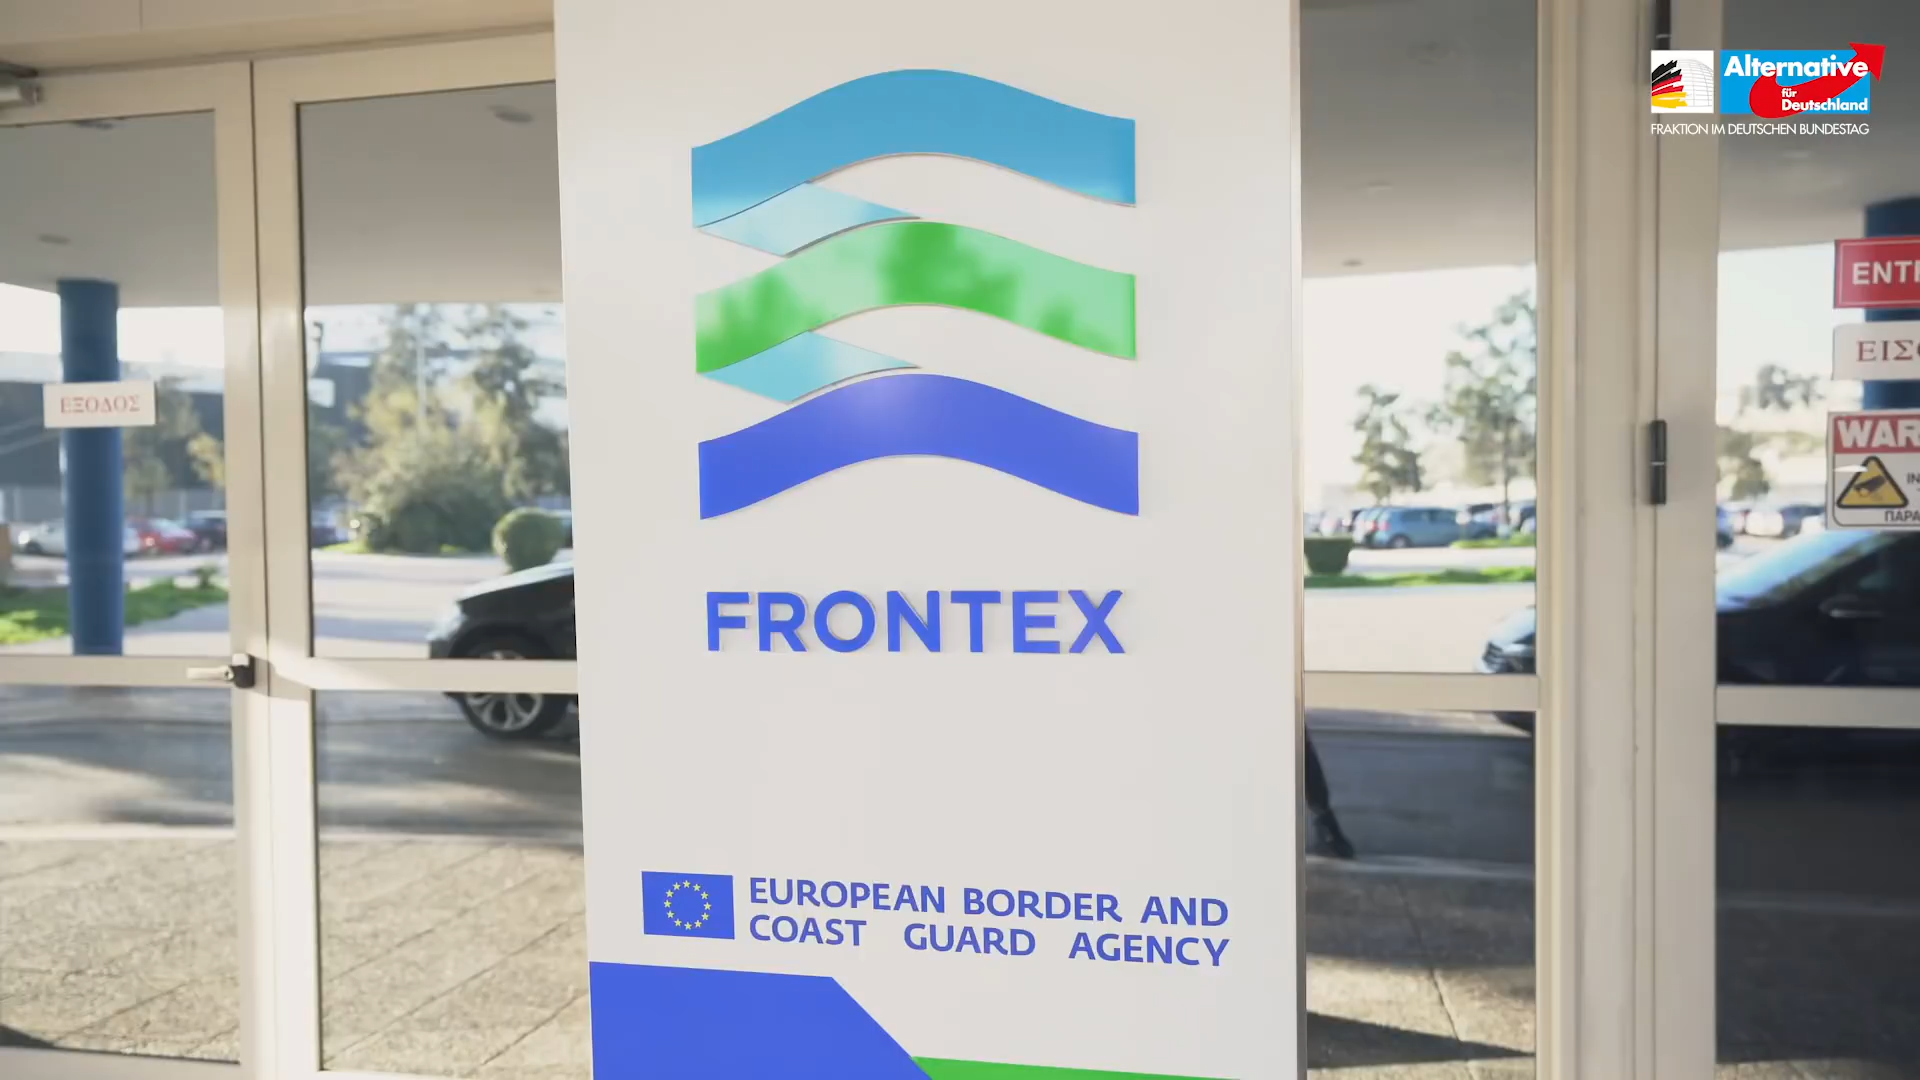 Alternative
für
Deutschland
FRAKTION IM DEUTSCHEN BUNDESTAG
ΕΞΟΔΟΣ
FRONTEX
EUROPEAN BORDER AND
COAST GUARD AGENCY